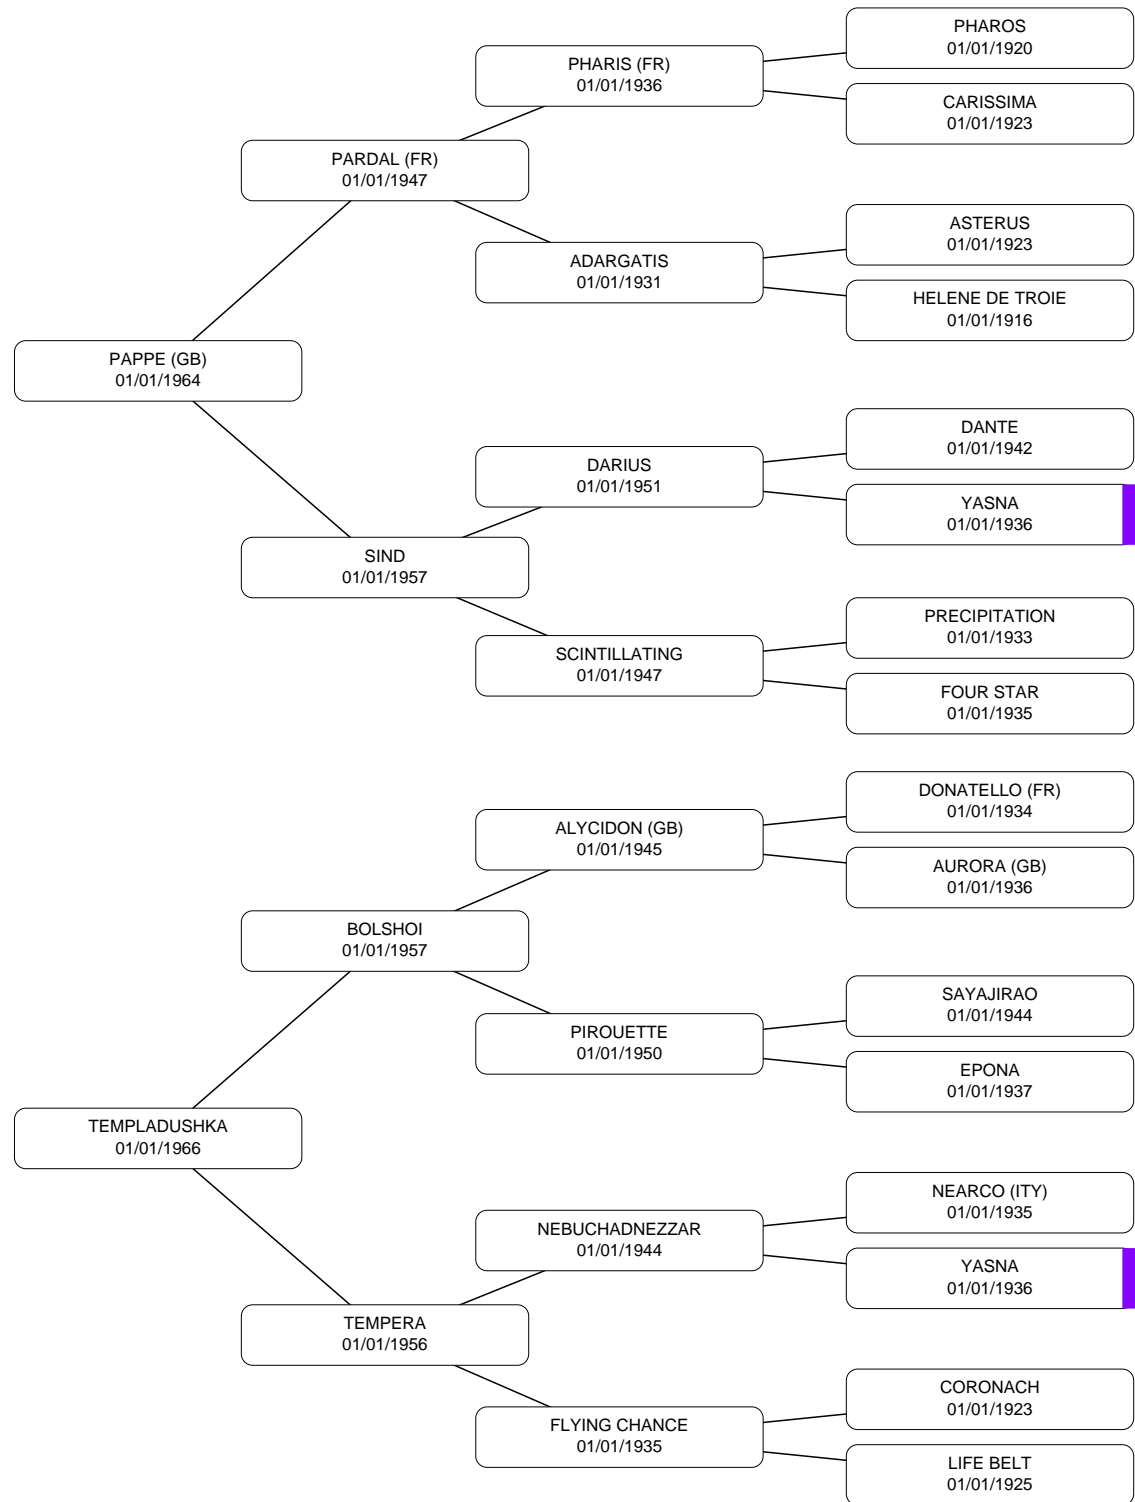 PHAROS
01/01/1920
PHARIS (FR)
01/01/1936
CARISSIMA
01/01/1923
PARDAL (FR)
01/01/1947
ASTERUS
01/01/1923
ADARGATIS
01/01/1931
HELENE DE TROIE
01/01/1916
PAPPE (GB)
01/01/1964
DANTE
01/01/1942
DARIUS
01/01/1951
YASNA
01/01/1936
SIND
01/01/1957
PRECIPITATION
01/01/1933
SCINTILLATING
01/01/1947
FOUR STAR
01/01/1935
DONATELLO (FR)
01/01/1934
ALYCIDON (GB)
01/01/1945
AURORA (GB)
01/01/1936
BOLSHOI
01/01/1957
SAYAJIRAO
01/01/1944
PIROUETTE
01/01/1950
EPONA
01/01/1937
TEMPLADUSHKA
01/01/1966
NEARCO (ITY)
01/01/1935
NEBUCHADNEZZAR
01/01/1944
YASNA
01/01/1936
TEMPERA
01/01/1956
CORONACH
01/01/1923
FLYING CHANCE
01/01/1935
LIFE BELT
01/01/1925